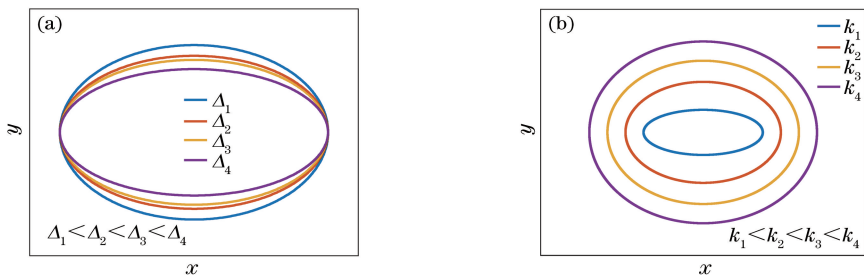 (a)
y
Δ₁
Δ₂
Δ₃
Δ₄
Δ₁<Δ₂<Δ₃<Δ₄
x
(b)
k₁
k₂
k₃
k₄
y
k₁<k₂<k₃<k₄
x